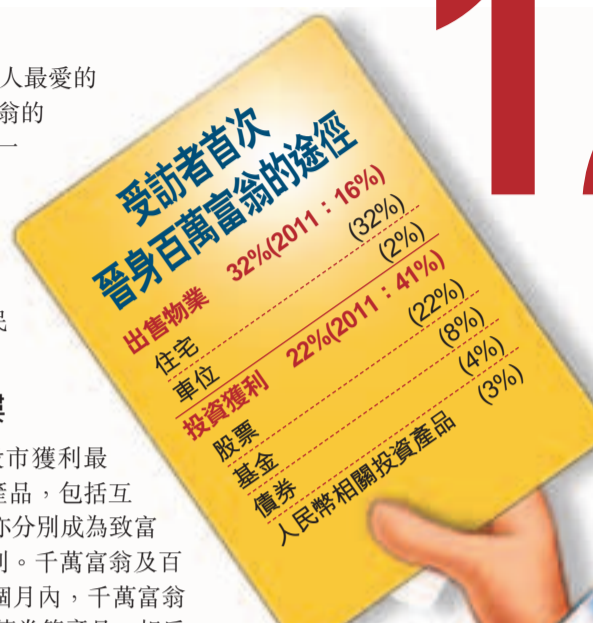 人最愛的
翁的
一
民
市獲利最
產品，包括互
亦分別成為致富
。千萬富翁及百
個月內，千萬富翁
受訪者首次
晉身百萬富翁的途徑
出售物業 32%(2011：16%)
住宅 (32%)
車位 (2%)
投資獲利 22%(2011：41%)
股票 (22%)
基金 (8%)
債券 (4%)
人民幣相關投資產品 (3%)